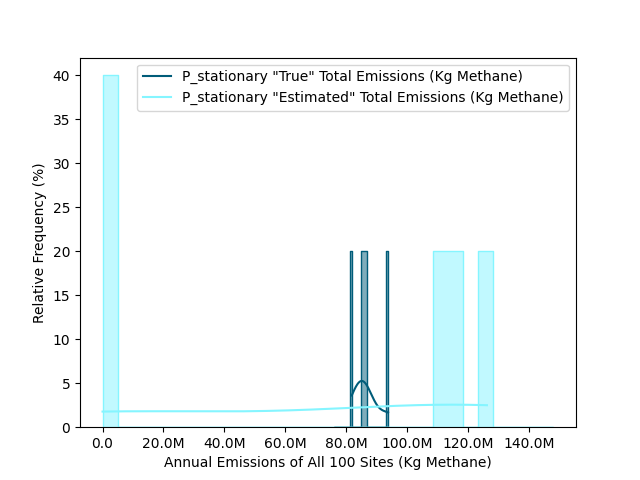 P_stationary "True" Total Emissions (Kg Methane)
P_stationary "Estimated" Total Emissions (Kg Methane)
40
35
30
25
20
15
10
5
0
Relative Frequency (%)
0.0 20.0M 40.0M 60.0M 80.0M 100.0M 120.0M 140.0M
Annual Emissions of All 100 Sites (Kg Methane)